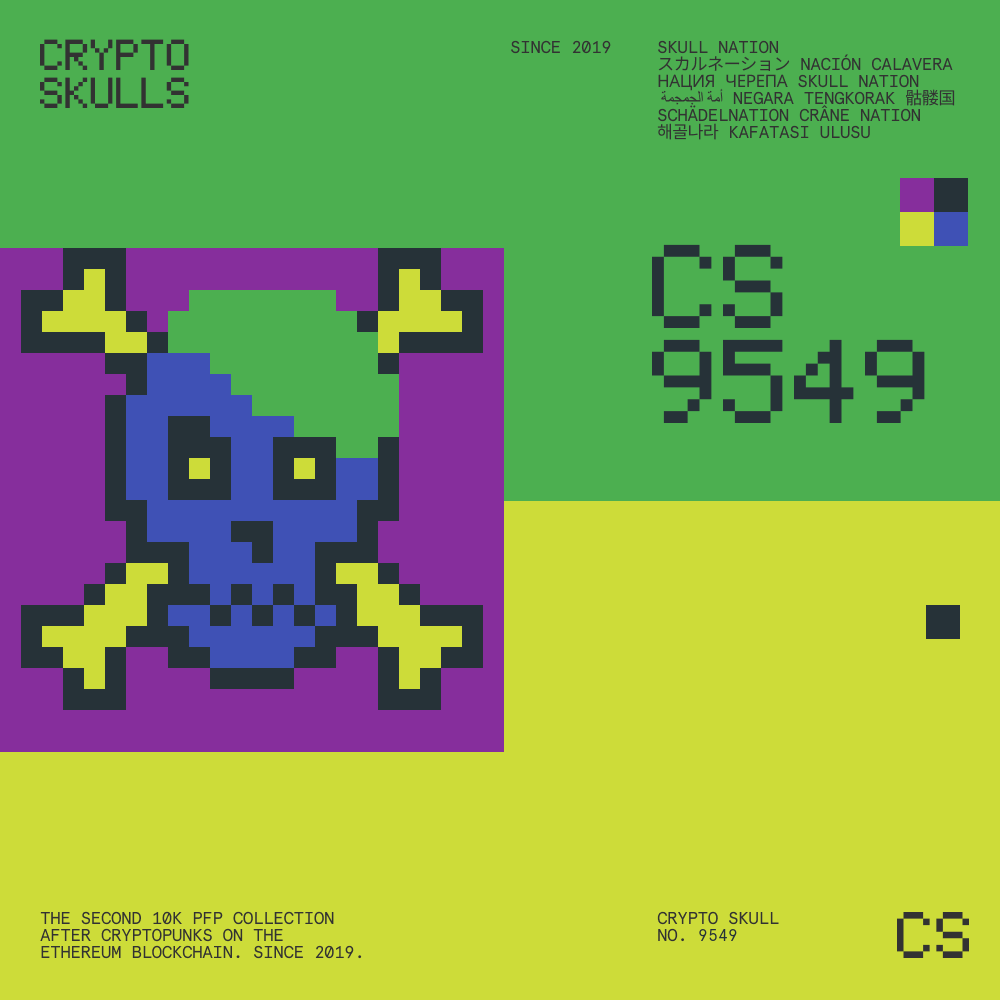 CRYPTO
SKULLS
SINCE 2019
SKULL NATION
スカルネーション NACIÓN CALAVERA
НАЦИЯ ЧЕРЕПА SKULL NATION
أمة الجمجمة NEGARA TENGKORAK 骷髅国
SCHÄDELNATION CRÂNE NATION
해골나라 KAFATASI ULUSU
CS
9549
THE SECOND 10K PFP COLLECTION
AFTER CRYPTOPUNKS ON THE
ETHEREUM BLOCKCHAIN. SINCE 2019.
CRYPTO SKULL
NO. 9549
CS